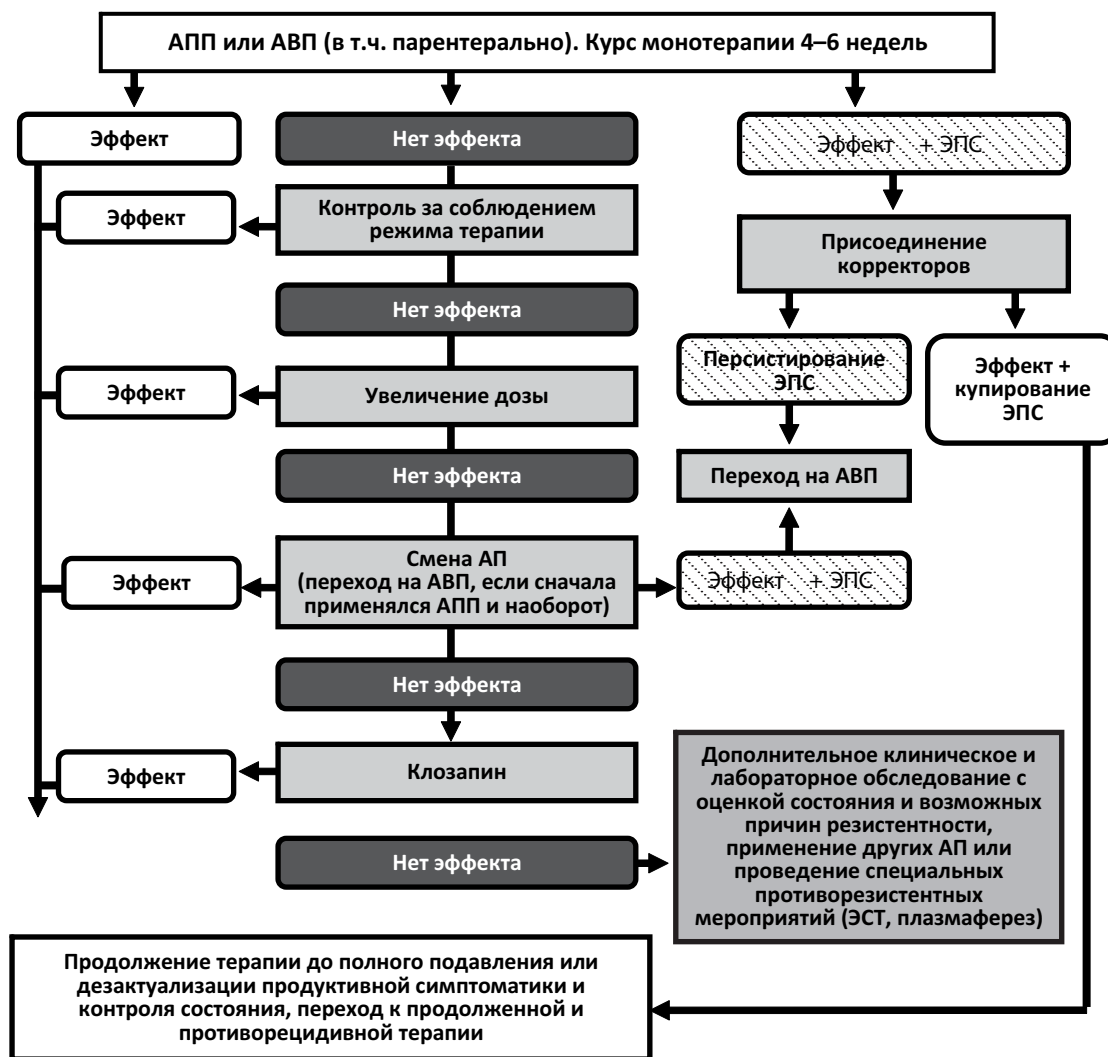 АПП или АВП (в т.ч. парентерально). Курс монотерапии 4–6 недель
Эффект
Нет эффекта
Эффект + ЭПС
Эффект
Контроль за соблюдением
режима терапии
Присоединение
корректоров
Нет эффекта
Персистирование
ЭПС
Эффект +
купирование
ЭПС
Эффект
Увеличение дозы
Нет эффекта
Переход на АВП
Эффект
Смена АП
(переход на АВП, если сначала
применялся АПП и наоборот)
Эффект + ЭПС
Нет эффекта
Эффект
Клозапин
Дополнительное клиническое и
лабораторное обследование с
оценкой состояния и возможных
причин резистентности,
применение других АП или
проведение специальных
противорезистентных
мероприятий (ЭСТ, плазмаферез)
Нет эффекта
Продолжение терапии до полного подавления или
дезактуализации продуктивной симптоматики и
контроля состояния, переход к продолженной и
противорецидивной терапии